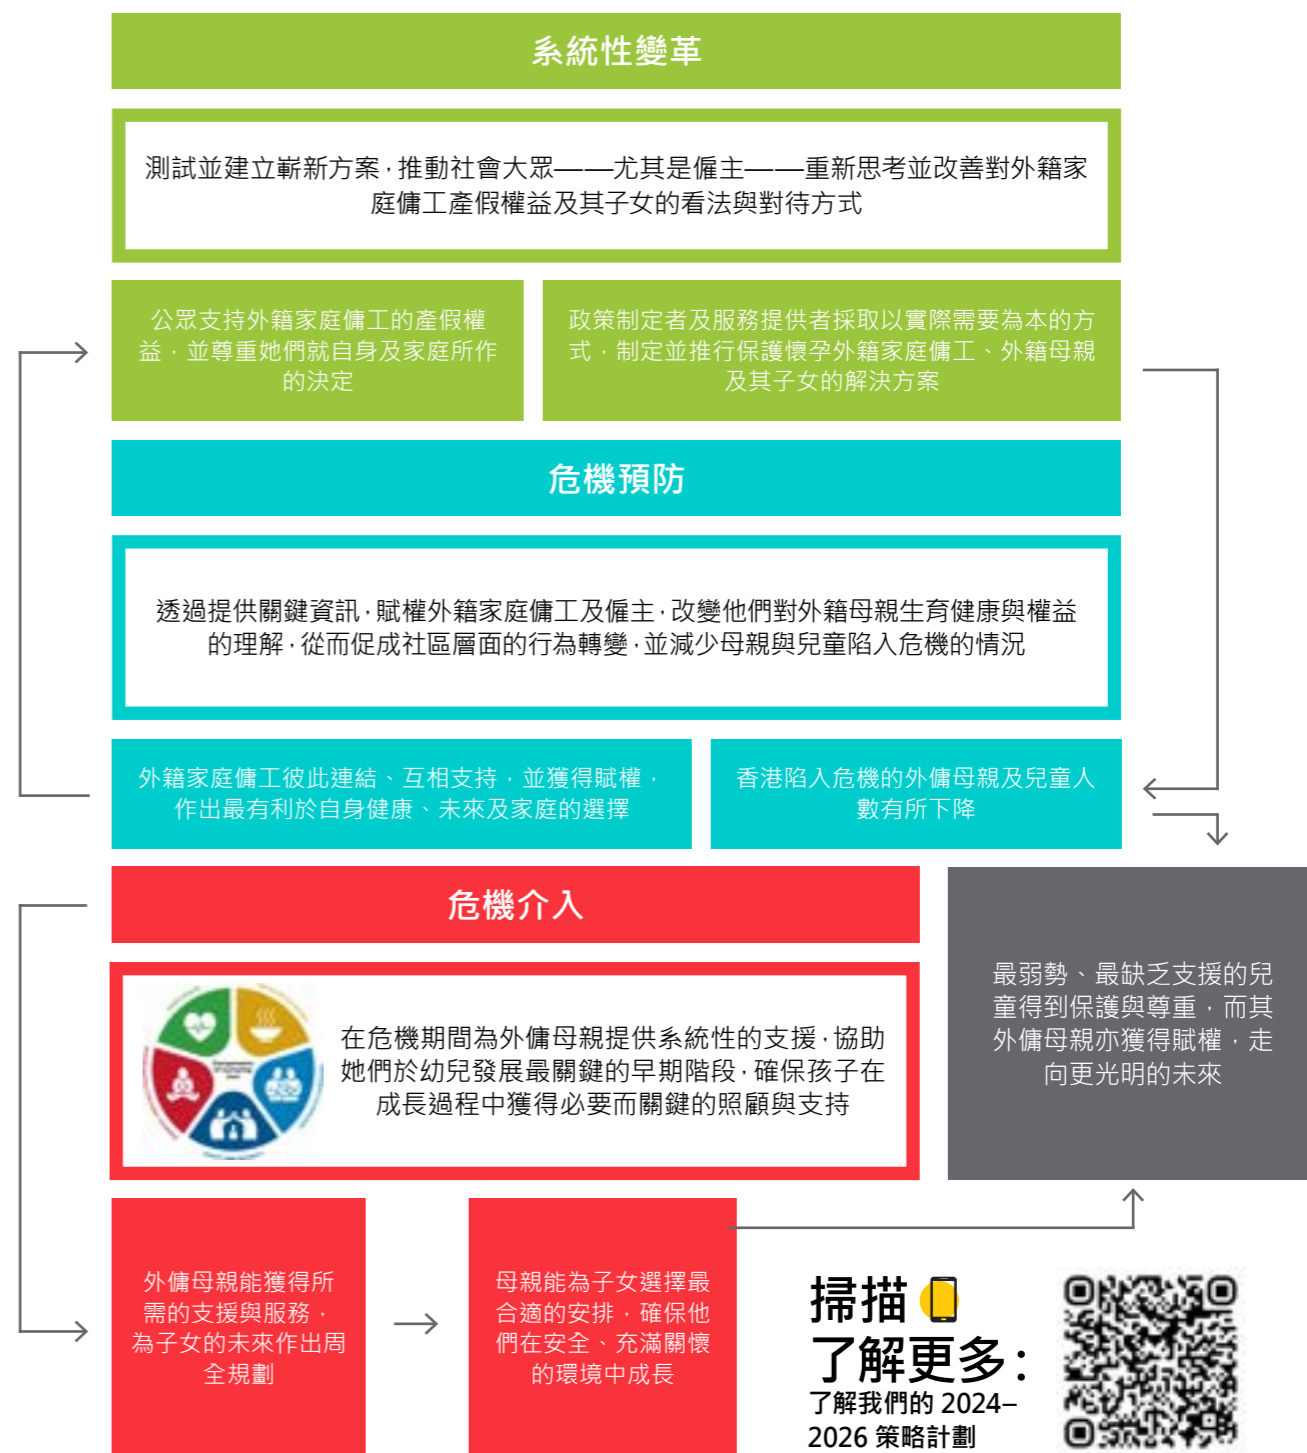 系統性變革
測試並建立嶄新方案，推動社會大眾——尤其是僱主——重新思考並改善對外籍家
庭傭工產假權益及其子女的看法與對待方式
公眾支持外籍家庭傭工的產假權
益，並尊重她們就自身及家庭所作
的決定
政策制定者及服務提供者採取以實際需要為本的方
式，制定並推行保護懷孕外籍家庭傭工、外籍母親
及其子女的解決方案
危機預防
透過提供關鍵資訊，賦權外籍家庭傭工及僱主，改變他們對外籍母親生育健康與權益
的理解，從而促成社區層面的行為轉變，並減少母親與兒童陷入危機的情況
外籍家庭傭工彼此連結、互相支持，並獲得賦權，
作出最有利於自身健康、未來及家庭的選擇
香港陷入危機的外傭母親及兒童人
數有所下降
危機介入
在危機期間為外傭母親提供系統性的支援，協助
她們於幼兒發展最關鍵的早期階段，確保孩子在
成長過程中獲得必要而關鍵的照顧與支持
最弱勢、最缺乏支援的兒
童得到保護與尊重，而其
外傭母親亦獲得賦權，走
向更光明的未來
外傭母親能獲得所
需的支援與服務，
為子女的未來作出周
全規劃
母親能為子女選擇最
合適的安排，確保他
們在安全、充滿關懷
的環境中成長
掃描
了解更多：
了解我們的 2024–
2026 策略計劃